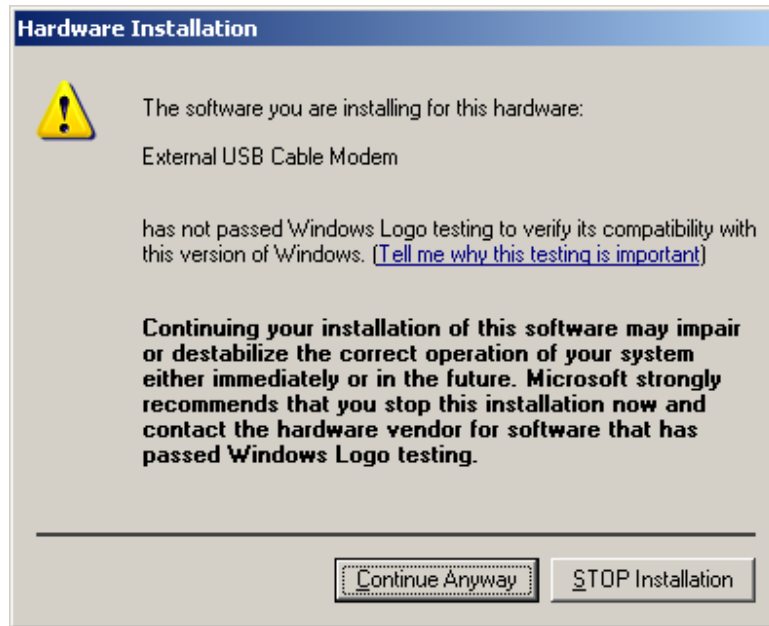 Hardware Installation
The software you are installing for this hardware:
External USB Cable Modem
has not passed Windows Logo testing to verify its compatibility with
this version of Windows. (Tell me why this testing is important)
Continuing your installation of this software may impair
or destabilize the correct operation of your system
either immediately or in the future. Microsoft strongly
recommends that you stop this installation now and
contact the hardware vendor for software that has
passed Windows Logo testing.
Continue Anyway STOP Installation